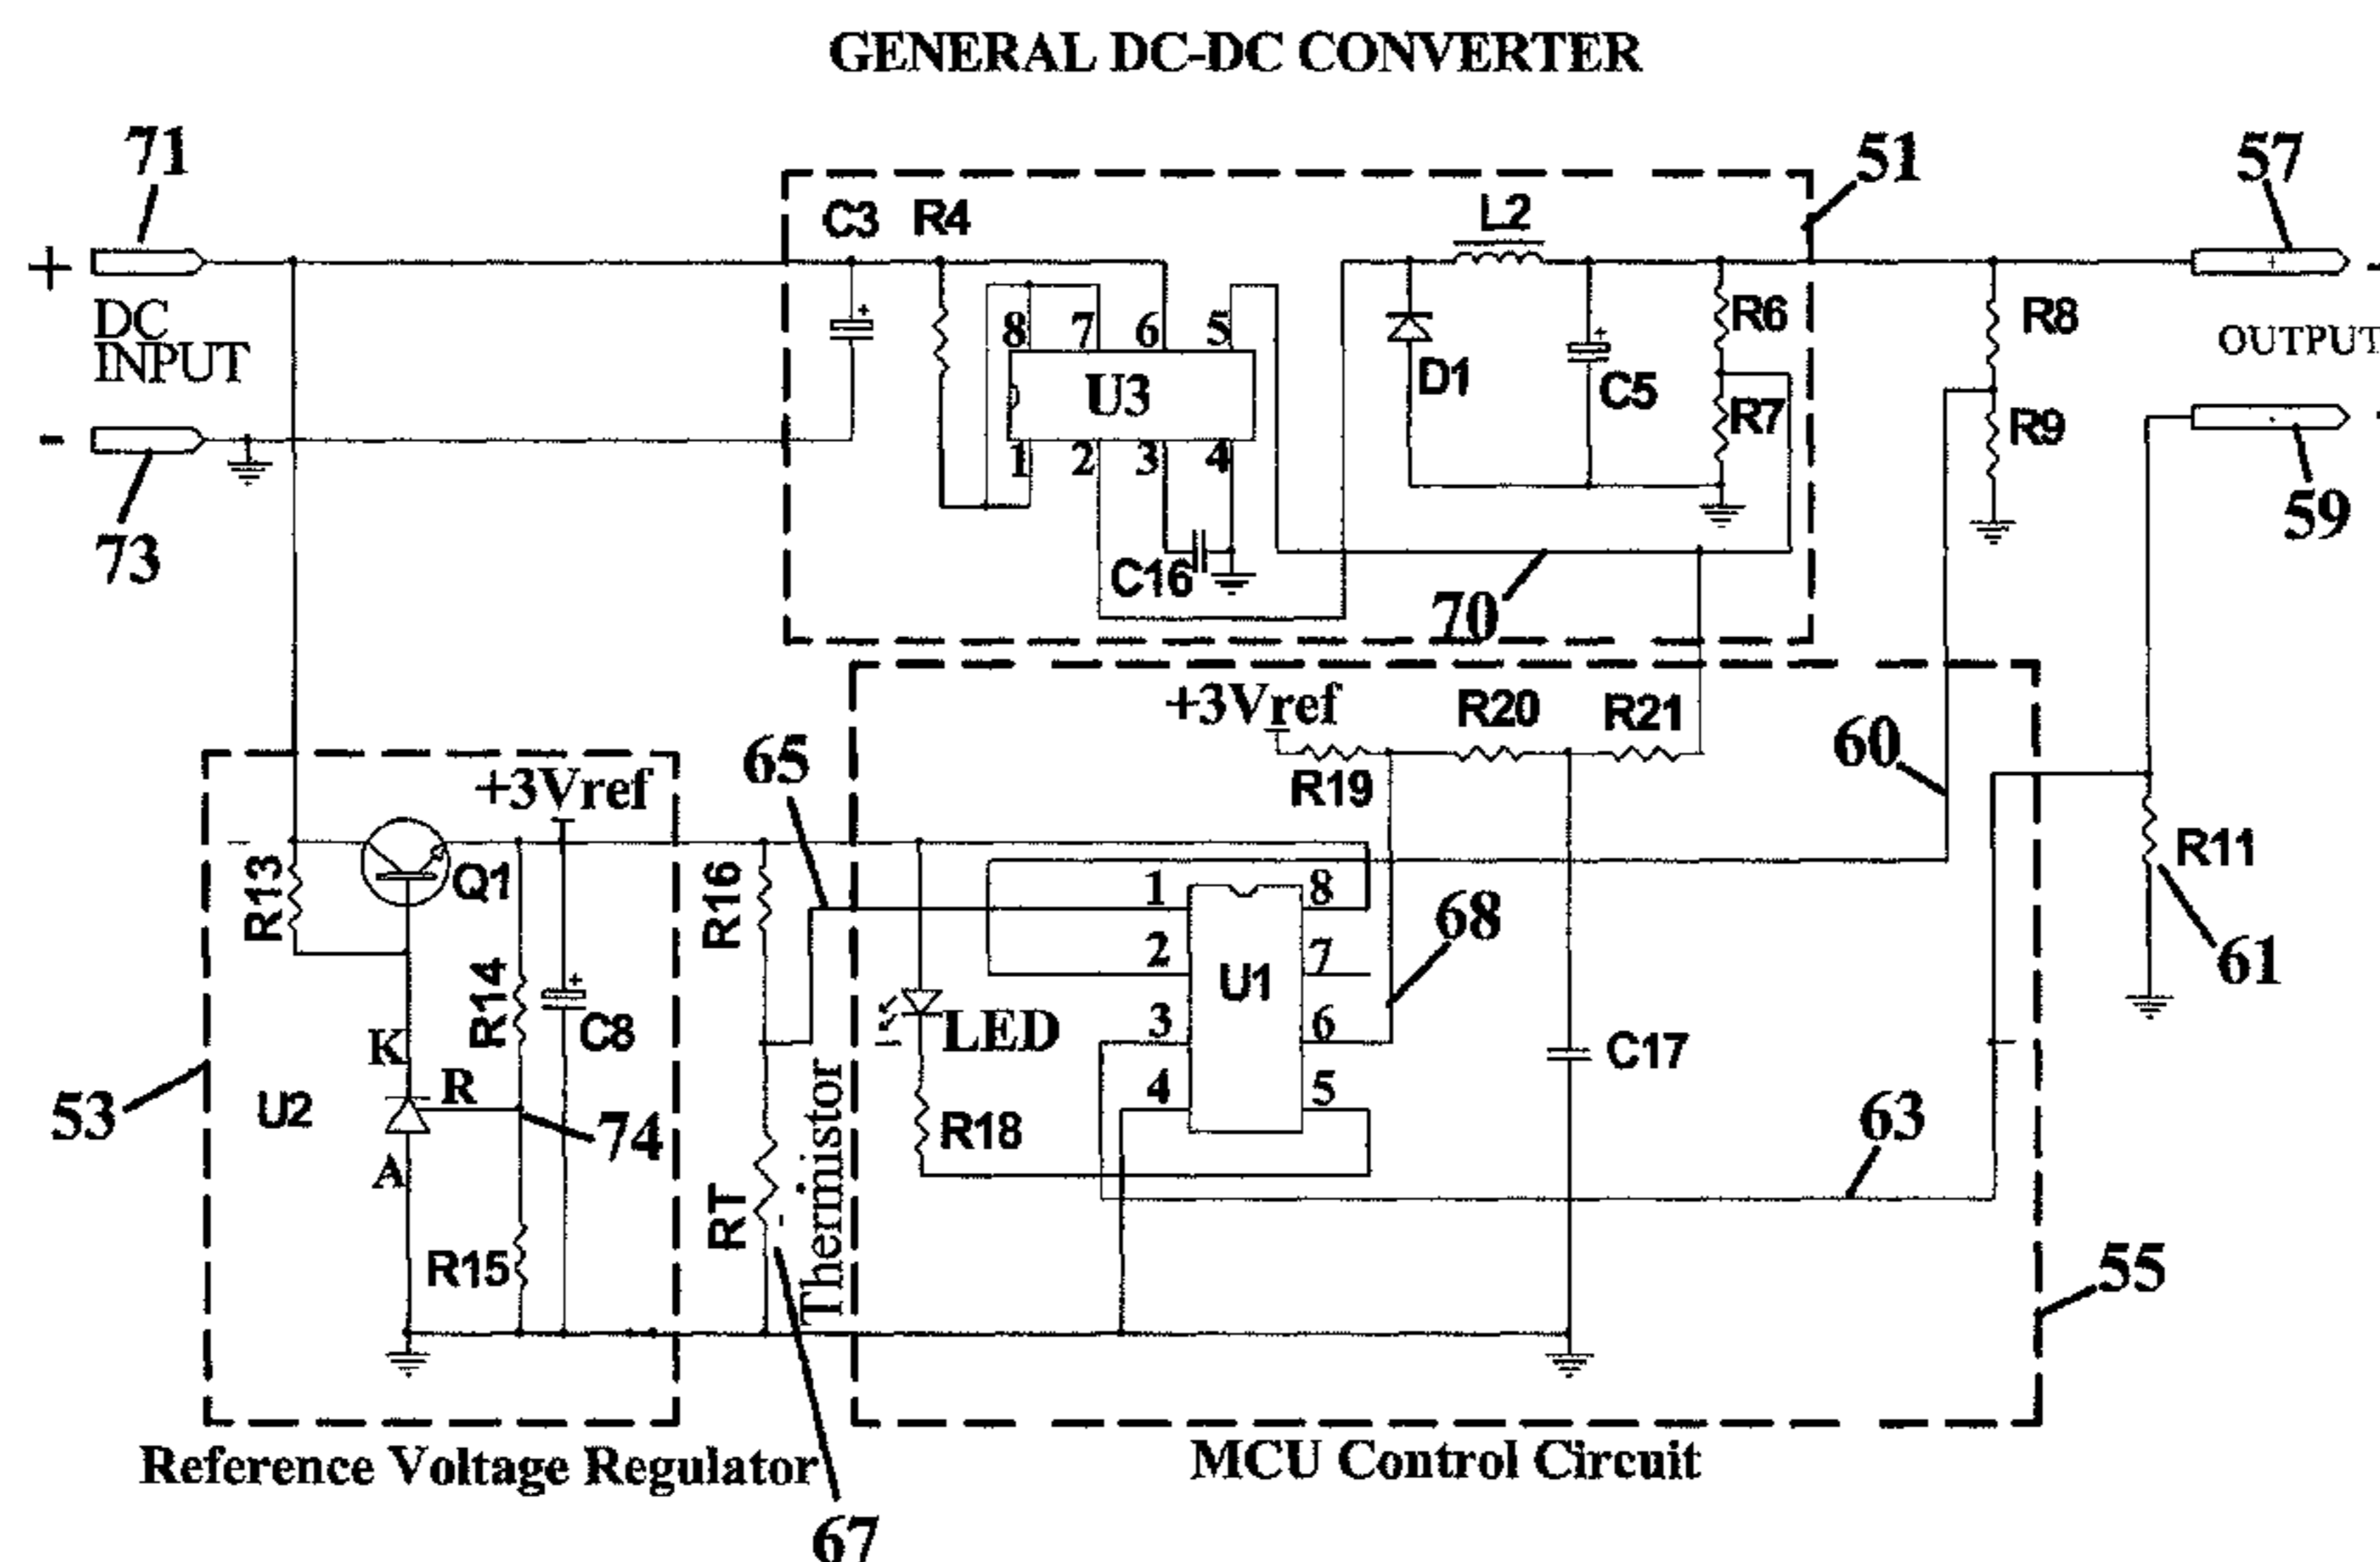 GENERAL DC-DC CONVERTER
71
51
57
C3
R4
L2
+
DC
INPUT
8
7
6
5
+
+
+
R6
R8
OUTPUT
U3
D1
C5
R7
R9
-
1
2
3
4
73
59
C16
70
+3Vref
R20
R21
60
65
+3Vref
R19
R13
Q1
R16
1
8
68
R11
2
7
U1
61
R14
+
C8
3
6
LED
C17
K
R
4
5
53
U2
74
R18
63
A
RT
Thermistor
R15
55
Reference Voltage Regulator
MCU Control Circuit
67